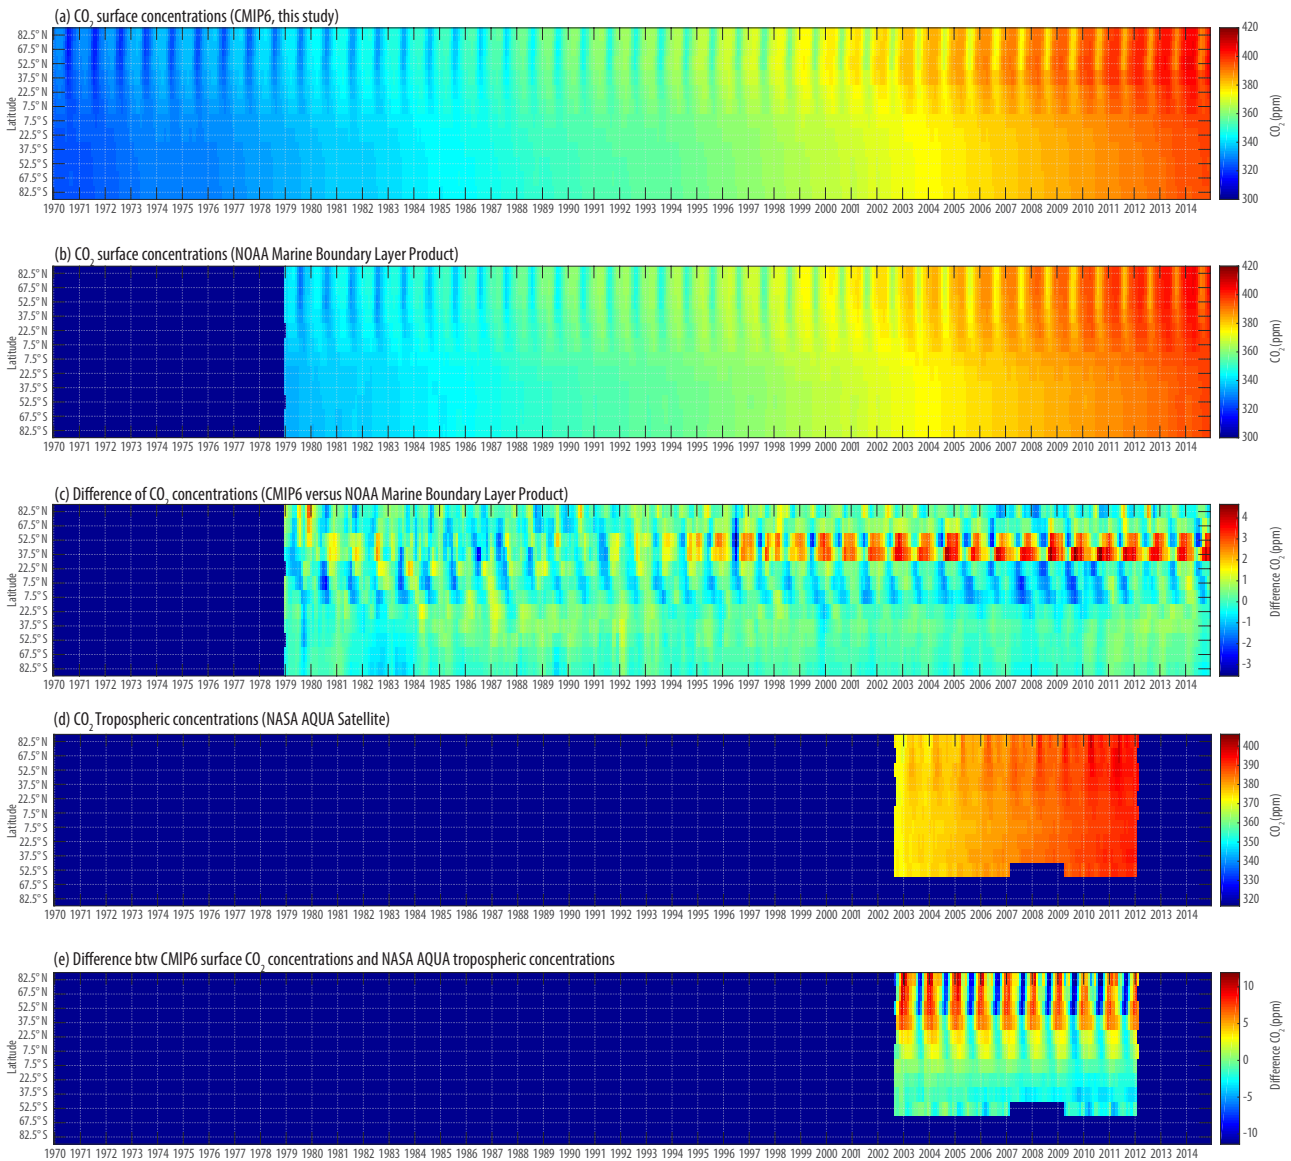 (a) CO2 surface concentrations (CMIP6, this study)
82.5° N
67.5° N
52.5° N
37.5° N
22.5° N
7.5° N
7.5° S
22.5° S
37.5° S
52.5° S
67.5° S
82.5° S
Latitude
1970 1971 1972 1973 1974 1975 1976 1977 1978 1979 1980 1981 1982 1983 1984 1985 1986 1987 1988 1989 1990 1991 1992 1993 1994 1995 1996 1997 1998 1999 2000 2001 2002 2003 2004 2005 2006 2007 2008 2009 2010 2011 2012 2013 2014
420
400
380
360
340
320
300
CO2 (ppm)
(b) CO2 surface concentrations (NOAA Marine Boundary Layer Product)
82.5° N
67.5° N
52.5° N
37.5° N
22.5° N
7.5° N
7.5° S
22.5° S
37.5° S
52.5° S
67.5° S
82.5° S
Latitude
1970 1971 1972 1973 1974 1975 1976 1977 1978 1979 1980 1981 1982 1983 1984 1985 1986 1987 1988 1989 1990 1991 1992 1993 1994 1995 1996 1997 1998 1999 2000 2001 2002 2003 2004 2005 2006 2007 2008 2009 2010 2011 2012 2013 2014
420
400
380
360
340
320
300
CO2 (ppm)
(c) Difference of CO2 concentrations (CMIP6 versus NOAA Marine Boundary Layer Product)
82.5° N
67.5° N
52.5° N
37.5° N
22.5° N
7.5° N
7.5° S
22.5° S
37.5° S
52.5° S
67.5° S
82.5° S
Latitude
1970 1971 1972 1973 1974 1975 1976 1977 1978 1979 1980 1981 1982 1983 1984 1985 1986 1987 1988 1989 1990 1991 1992 1993 1994 1995 1996 1997 1998 1999 2000 2001 2002 2003 2004 2005 2006 2007 2008 2009 2010 2011 2012 2013 2014
4
3
2
1
0
-1
-2
-3
Difference CO2 (ppm)
(d) CO2 Tropospheric concentrations (NASA AQUA Satellite)
82.5° N
67.5° N
52.5° N
37.5° N
22.5° N
7.5° N
7.5° S
22.5° S
37.5° S
52.5° S
67.5° S
82.5° S
Latitude
1970 1971 1972 1973 1974 1975 1976 1977 1978 1979 1980 1981 1982 1983 1984 1985 1986 1987 1988 1989 1990 1991 1992 1993 1994 1995 1996 1997 1998 1999 2000 2001 2002 2003 2004 2005 2006 2007 2008 2009 2010 2011 2012 2013 2014
400
390
380
370
360
350
340
330
320
CO2 (ppm)
(e) Difference btw CMIP6 surface CO2 concentrations and NASA AQUA tropospheric concentrations
82.5° N
67.5° N
52.5° N
37.5° N
22.5° N
7.5° N
7.5° S
22.5° S
37.5° S
52.5° S
67.5° S
82.5° S
Latitude
1970 1971 1972 1973 1974 1975 1976 1977 1978 1979 1980 1981 1982 1983 1984 1985 1986 1987 1988 1989 1990 1991 1992 1993 1994 1995 1996 1997 1998 1999 2000 2001 2002 2003 2004 2005 2006 2007 2008 2009 2010 2011 2012 2013 2014
10
5
0
-5
-10
Difference CO2 (ppm)